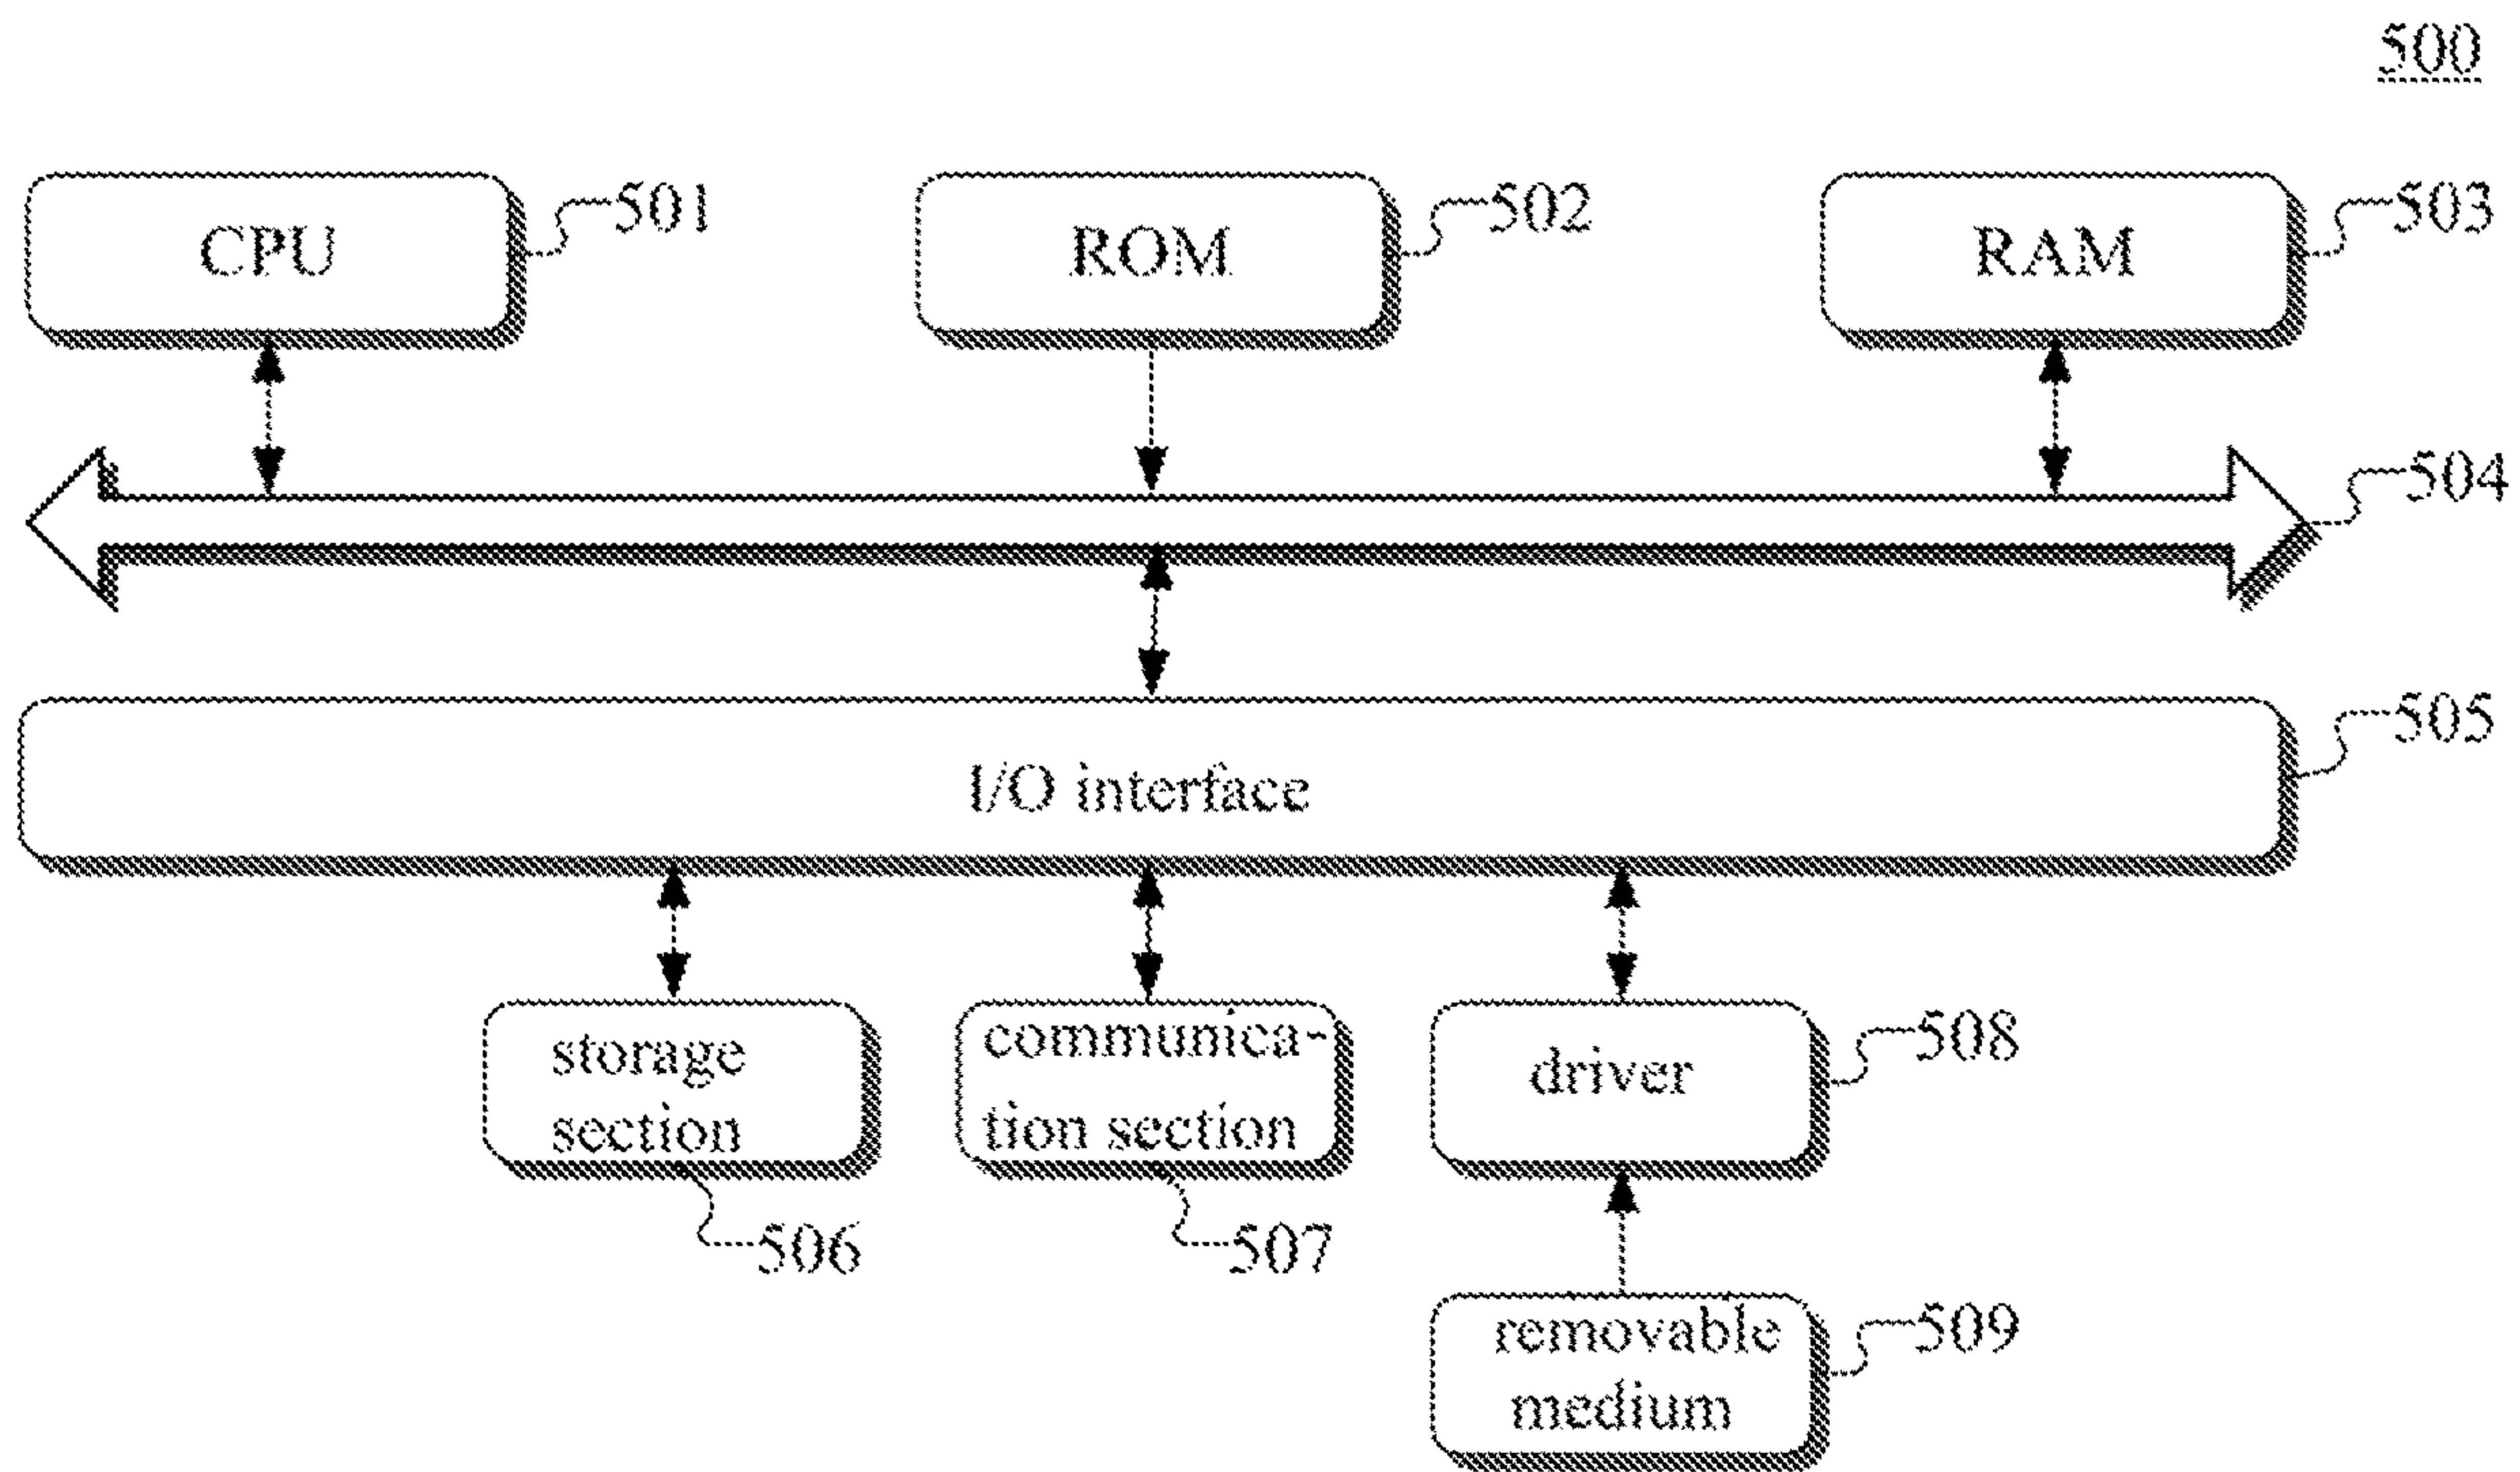 500
CPU
501
ROM
502
RAM
503
504
I/O interface
505
storage
section
506
communica-
tion section
507
driver
508
removable
medium
509